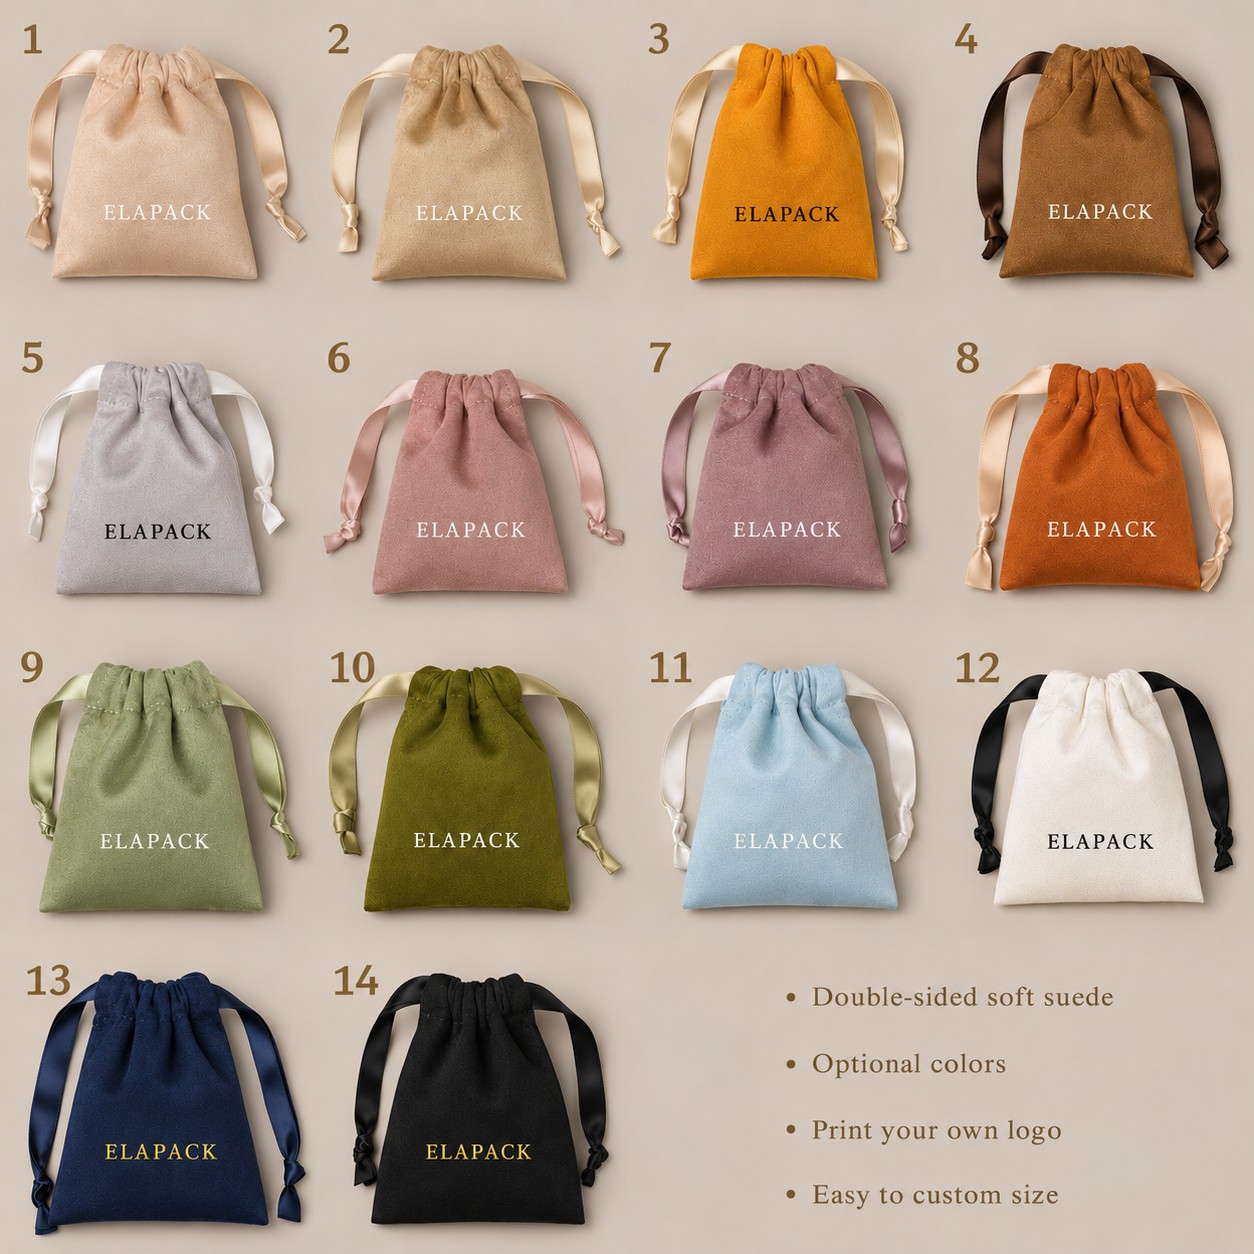 1
2
3
4
ELAPACK
ELAPACK
ELAPACK
ELAPACK
5
6
7
8
ELAPACK
ELAPACK
ELAPACK
ELAPACK
9
10
11
12
ELAPACK
ELAPACK
ELAPACK
ELAPACK
13
14
ELAPACK
ELAPACK
• Double-sided soft suede
• Optional colors
• Print your own logo
• Easy to custom size